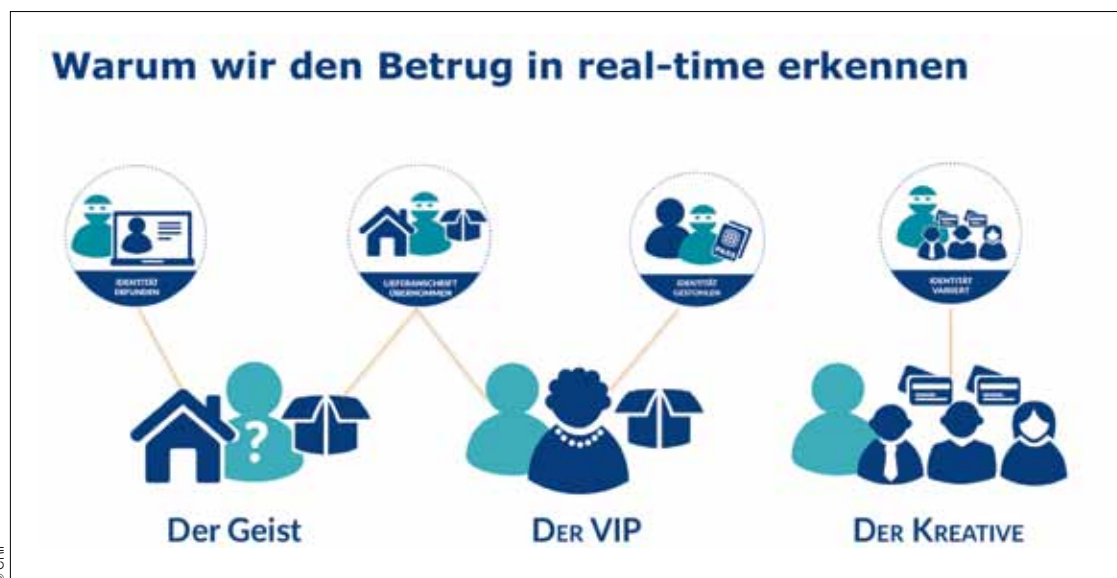 Warum wir den Betrug in real-time erkennen
IDENTITÄT
ERFUNDEN
LIEFERANSCHRIFT
ÜBERNOMMEN
PASS
IDENTITÄT
GESTOHLEN
IDENTITÄT
VARIIERT
?
Der Geist
DER VIP
DER KREATIVE